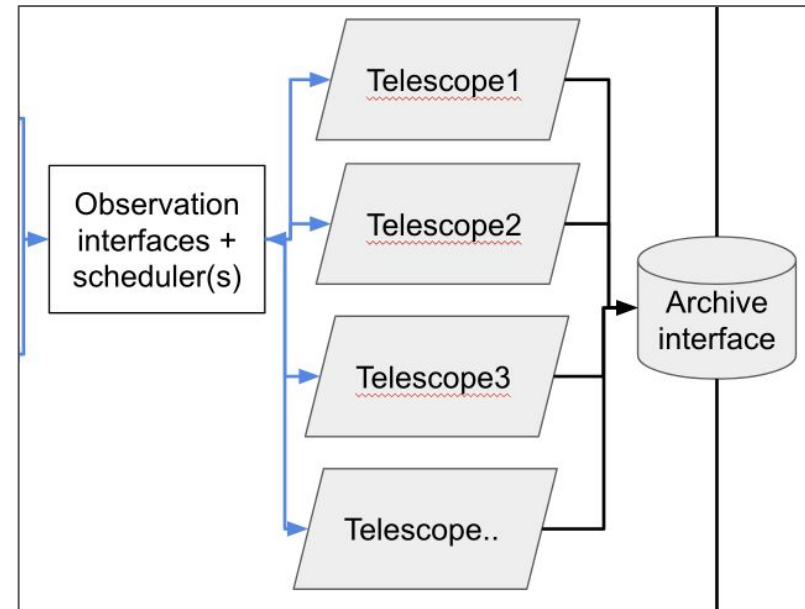 Observation
interfaces +
scheduler(s)
Telescope1
Telescope2
Telescope3
Telescope..
Archive
interface